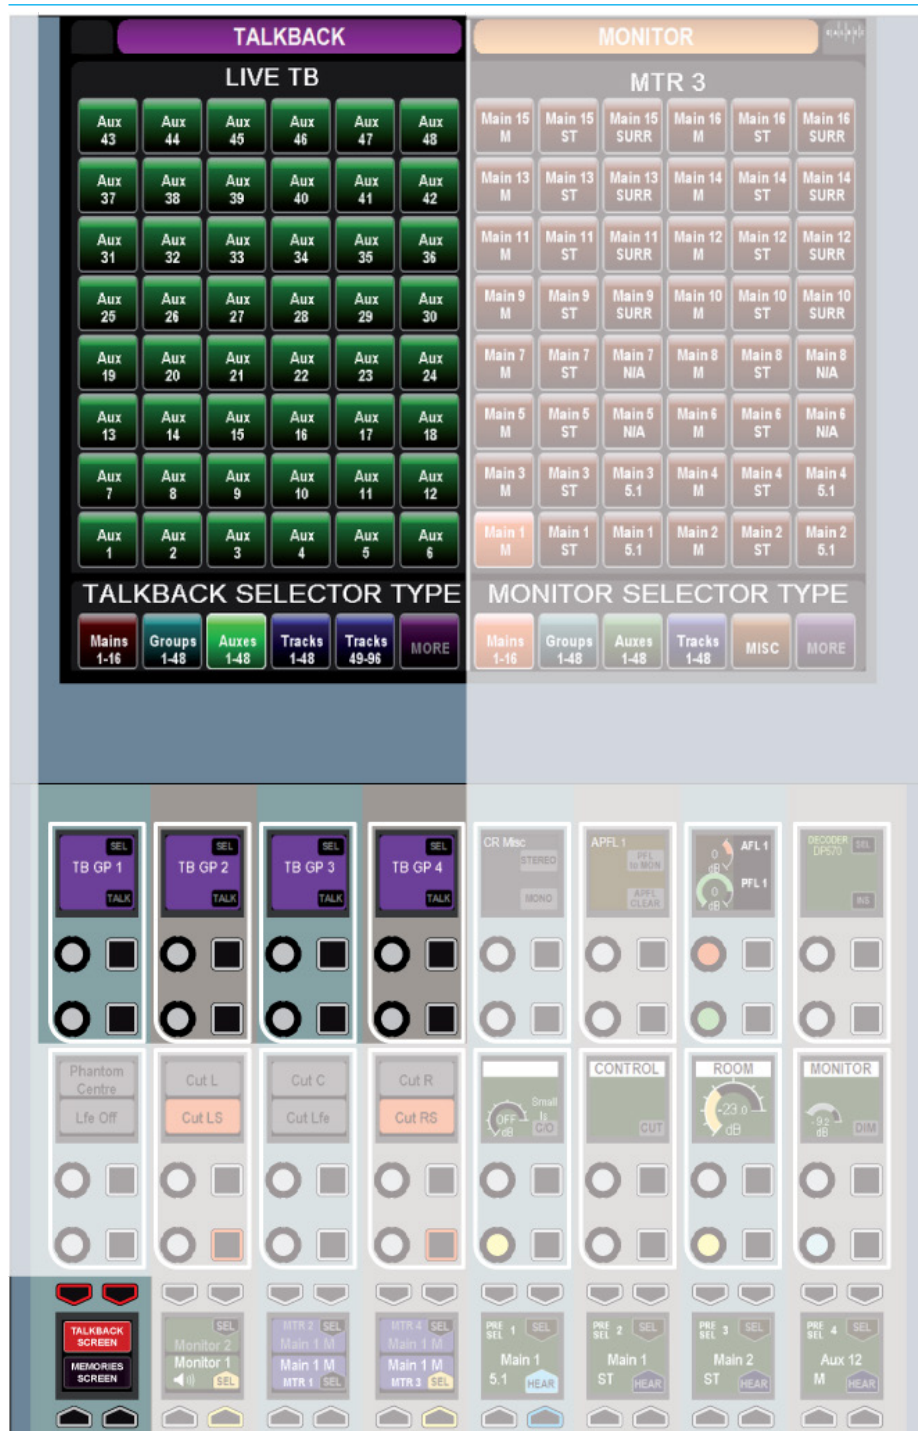 TALKBACK MONITOR
LIVE TB MTR 3
Aux 43 Aux 44 Aux 45 Aux 46 Aux 47 Aux 48 Main 15 M Main 15 ST Main 15 SURR Main 16 M Main 16 ST Main 16 SURR
Aux 37 Aux 38 Aux 39 Aux 40 Aux 41 Aux 42 Main 13 M Main 13 ST Main 13 SURR Main 14 M Main 14 ST Main 14 SURR
Aux 31 Aux 32 Aux 33 Aux 34 Aux 35 Aux 36 Main 11 M Main 11 ST Main 11 SURR Main 12 M Main 12 ST Main 12 SURR
Aux 25 Aux 26 Aux 27 Aux 28 Aux 29 Aux 30 Main 9 M Main 9 ST Main 9 SURR Main 10 M Main 10 ST Main 10 SURR
Aux 19 Aux 20 Aux 21 Aux 22 Aux 23 Aux 24 Main 7 M Main 7 ST Main 7 N/A Main 8 M Main 8 ST Main 8 N/A
Aux 13 Aux 14 Aux 15 Aux 16 Aux 17 Aux 18 Main 5 M Main 5 ST Main 5 N/A Main 6 M Main 6 ST Main 6 N/A
Aux 7 Aux 8 Aux 9 Aux 10 Aux 11 Aux 12 Main 3 M Main 3 ST Main 3 5.1 Main 4 M Main 4 ST Main 4 5.1
Aux 1 Aux 2 Aux 3 Aux 4 Aux 5 Aux 6 Main 1 M Main 1 ST Main 1 5.1 Main 2 M Main 2 ST Main 2 5.1
TALKBACK SELECTOR TYPE MONITOR SELECTOR TYPE
Mains 1-16 Groups 1-48 Auxes 1-48 Tracks 1-48 Tracks 49-96 MORE Mains 1-16 Groups 1-48 Auxes 1-48 Tracks 1-48 MISC MORE
SEL TB GP 1 TALK
SEL TB GP 2 TALK
SEL TB GP 3 TALK
SEL TB GP 4 TALK
CR Misc STEREO MONO
APFL 1 PFL to MON APFL CLEAR
0 dB AFL 1 0 dB PFL 1
DECODER DP570 SEL INS
Phantom Centre Lfe Off
Cut L Cut LS
Cut C Cut Lfe
Cut R Cut RS
OFF dB Small ls C/O
CONTROL CUT
ROOM -23.0 dB
MONITOR -9.2 dB DIM
TALKBACK SCREEN
MEMORIES SCREEN
SEL Monitor 2 Monitor 1 SEL
MTR 2 SEL Main 1 M Main 1 M MTR 1 SEL
MTR 4 SEL Main 1 M Main 1 M MTR 3 SEL
PRE SEL 1 SEL Main 1 5.1 HEAR
PRE SEL 2 SEL Main 1 ST HEAR
PRE SEL 3 SEL Main 2 ST HEAR
PRE SEL 4 SEL Aux 12 M HEAR